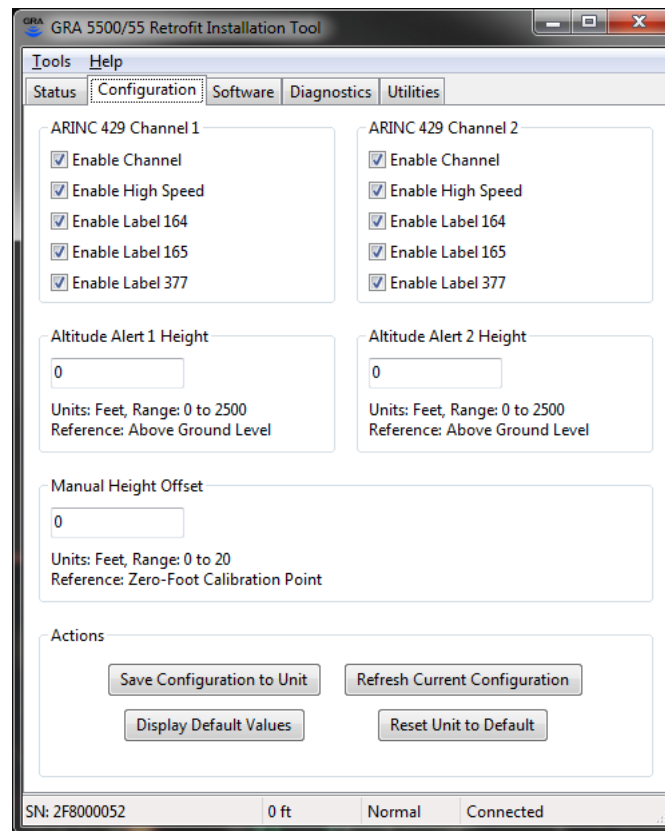 GRA
GRA 5500/55 Retrofit Installation Tool
Tools Help
Status Configuration Software Diagnostics Utilities
ARINC 429 Channel 1
Enable Channel
Enable High Speed
Enable Label 164
Enable Label 165
Enable Label 377
ARINC 429 Channel 2
Enable Channel
Enable High Speed
Enable Label 164
Enable Label 165
Enable Label 377
Altitude Alert 1 Height
0
Units: Feet, Range: 0 to 2500
Reference: Above Ground Level
Altitude Alert 2 Height
0
Units: Feet, Range: 0 to 2500
Reference: Above Ground Level
Manual Height Offset
0
Units: Feet, Range: 0 to 20
Reference: Zero-Foot Calibration Point
Actions
Save Configuration to Unit Refresh Current Configuration
Display Default Values Reset Unit to Default
SN: 2F8000052 0 ft Normal Connected